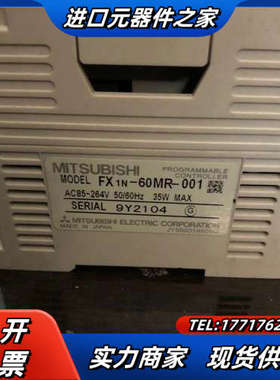 进口元器件之家
MITSUBISHI
PROGRAMMABLE CONTROLLER
MODEL FX1N-60MR-001
AC85-264V 50/60Hz 35W MAX
SERIAL 9Y2104 G
MITSUBISHI ELECTRIC CORPORATION
MADE IN JAPAN
可开票
TEL:1771762
实力商家 现货供